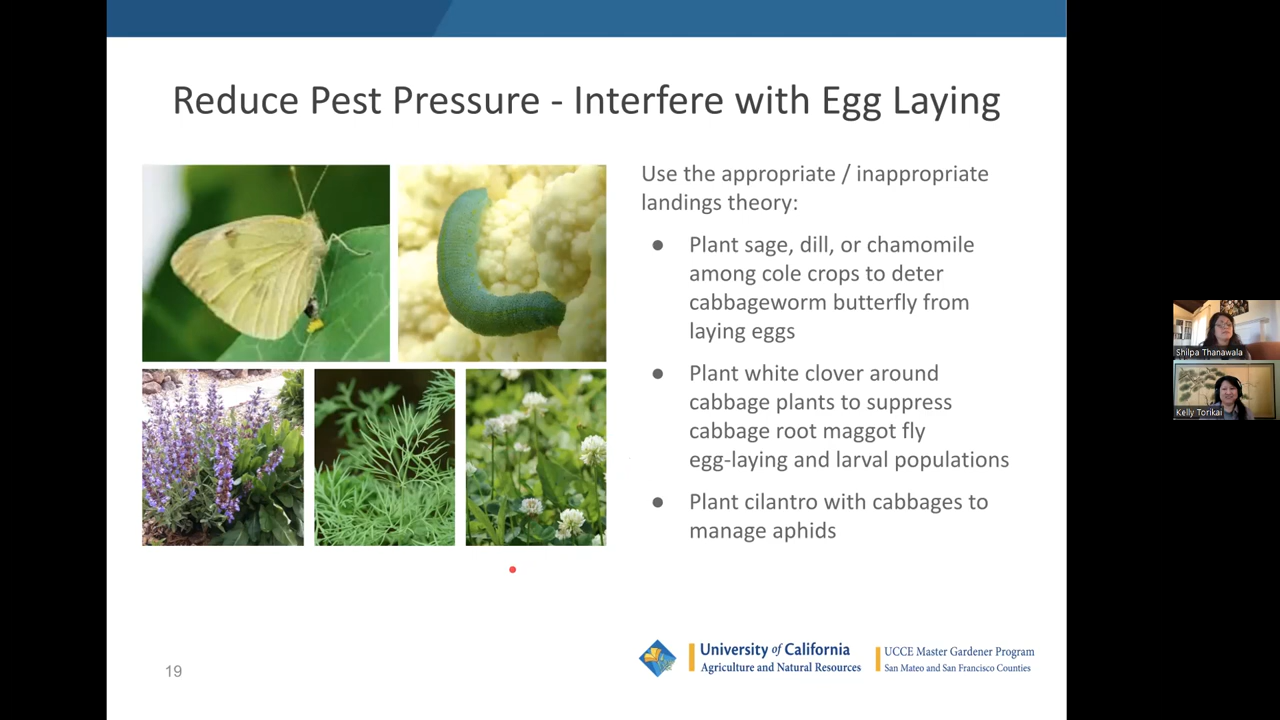 Reduce Pest Pressure - Interfere with Egg Laying
Use the appropriate / inappropriate
landings theory:
● Plant sage, dill, or chamomile
among cole crops to deter
cabbageworm butterfly from
laying eggs
● Plant white clover around
cabbage plants to suppress
cabbage root maggot fly
egg-laying and larval populations
● Plant cilantro with cabbages to
manage aphids
Shilpa Thanawala
Kelly Torikai
19
University of California
Agriculture and Natural Resources
UCCE Master Gardener Program
San Mateo and San Francisco Counties